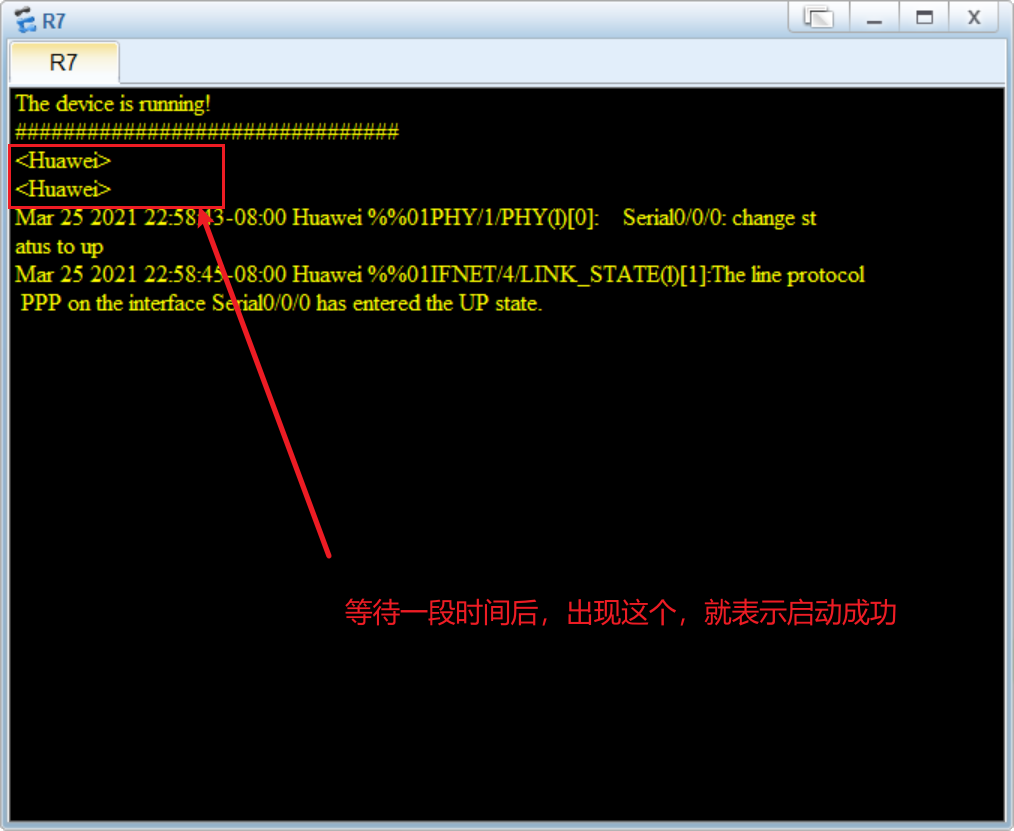 R7
R7
The device is running!
################################
<Huawei>
<Huawei>
Mar 25 2021 22:58:43-08:00 Huawei %%01PHY/1/PHY(l)[0]:    Serial0/0/0: change st
atus to up
Mar 25 2021 22:58:45-08:00 Huawei %%01IFNET/4/LINK_STATE(l)[1]:The line protocol
 PPP on the interface Serial0/0/0 has entered the UP state.
等待一段时间后，出现这个，就表示启动成功